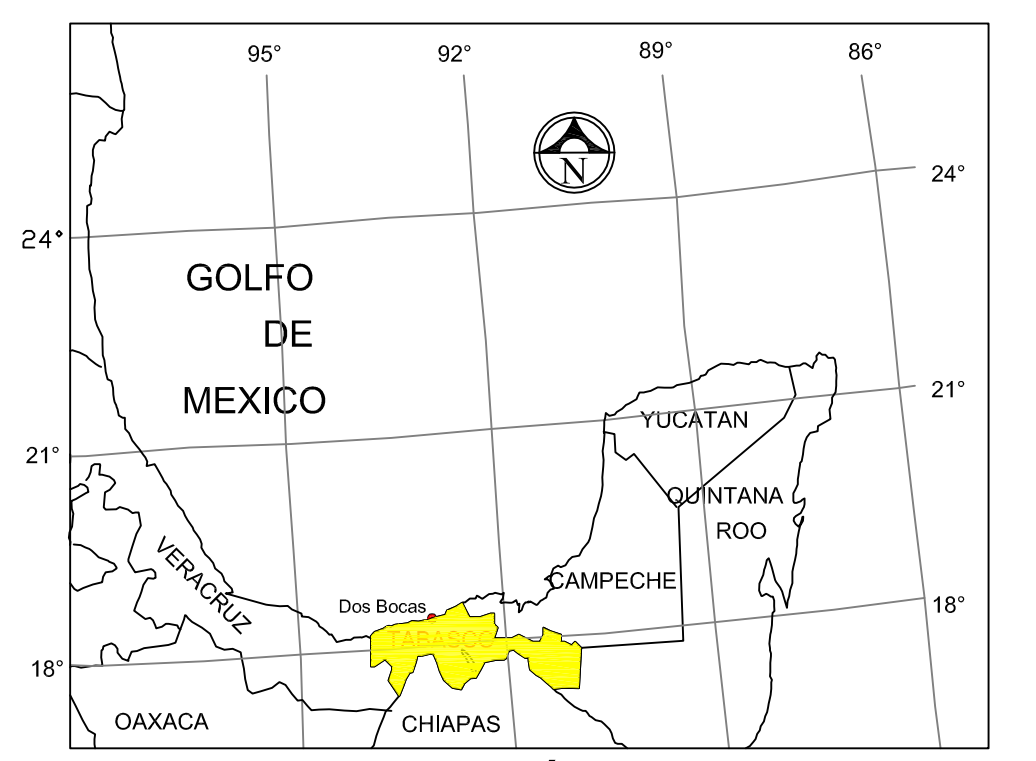 95°
92°
89°
86°
N
24°
24°
GOLFO
DE
MEXICO
21°
YUCATAN
21°
QUINTANA
ROO
VERACRUZ
CAMPECHE
Dos Bocas
18°
TABASCO
18°
OAXACA
CHIAPAS